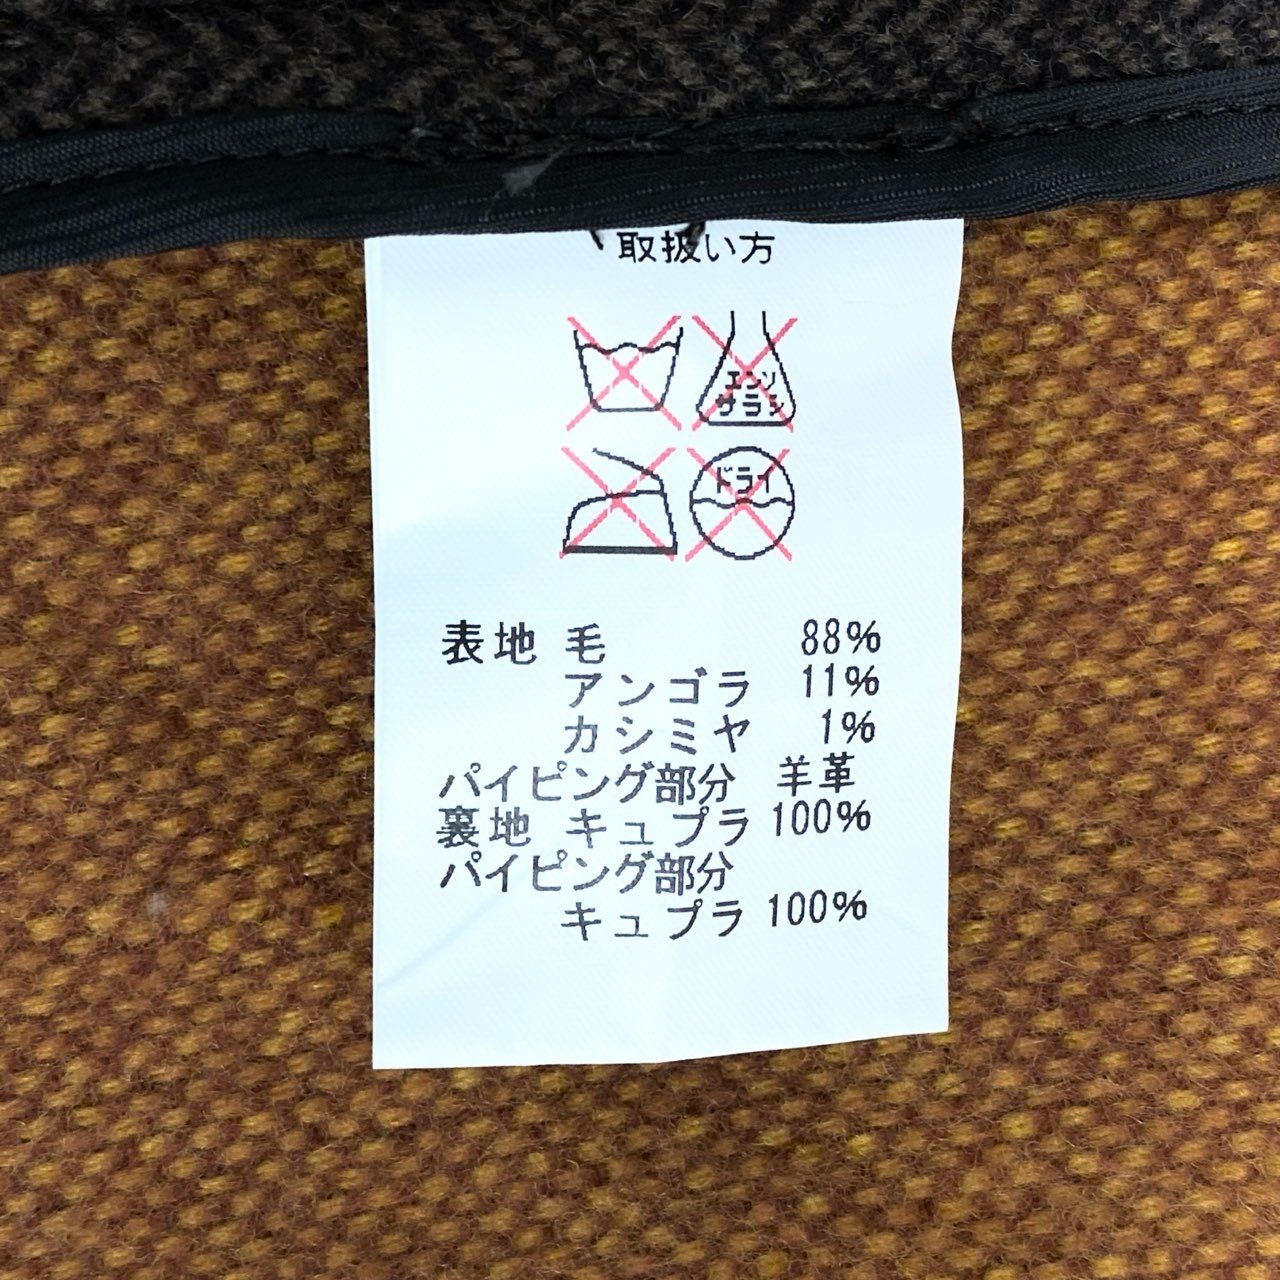 取扱い方
エンソ
サラシ
ドライ
表地 毛 88%
アンゴラ 11%
カシミヤ 1%
パイピング部分 羊革
裏地 キュプラ 100%
パイピング部分
キュプラ 100%